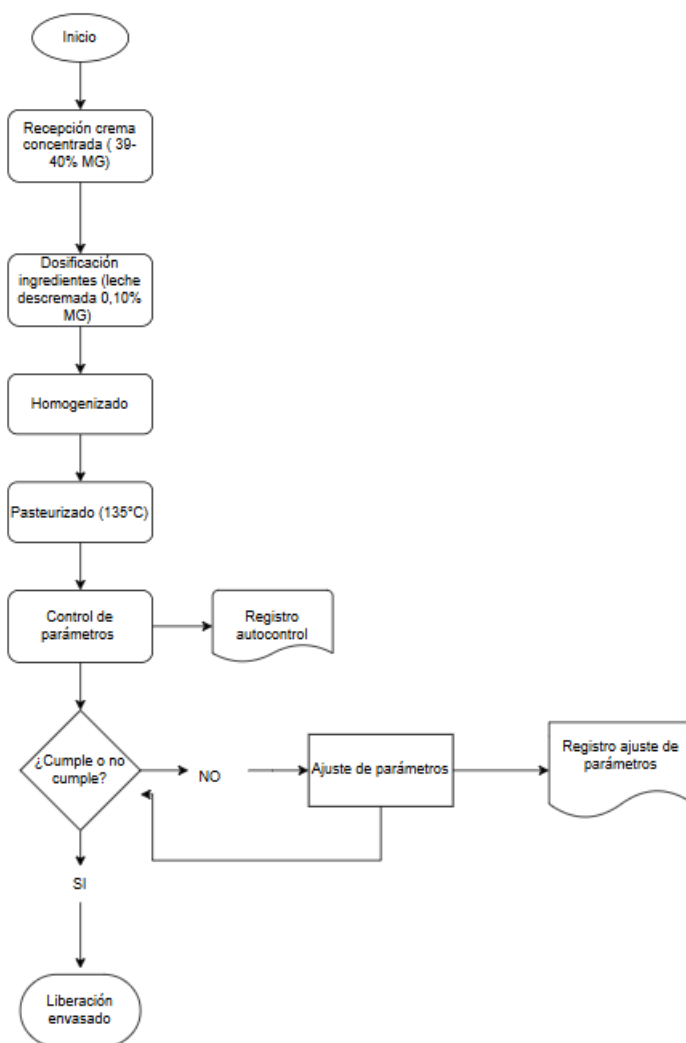 Inicio
Recepción crema
concentrada ( 39-
40% MG)
Dosificación
ingredientes (leche
descremada 0,10%
MG)
Homogenizado
Pasteurizado (135°C)
Control de
parámetros
Registro
autocontrol
¿Cumple o no
cumple?
NO
Ajuste de parámetros
Registro ajuste de
parámetros
SI
Liberación
envasado